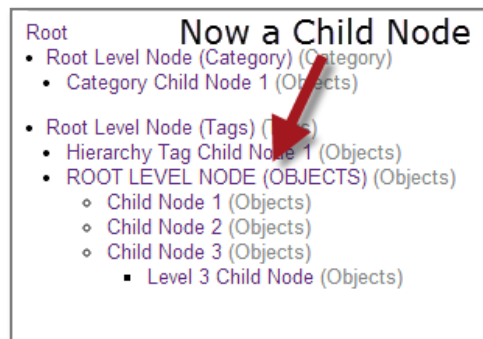 Now a Child Node
Root
Root Level Node (Category) (Category)
Category Child Node 1 (Objects)
Root Level Node (Tags) (Tags)
Hierarchy Tag Child Node 1 (Objects)
ROOT LEVEL NODE (OBJECTS) (Objects)
Child Node 1 (Objects)
Child Node 2 (Objects)
Child Node 3 (Objects)
Level 3 Child Node (Objects)